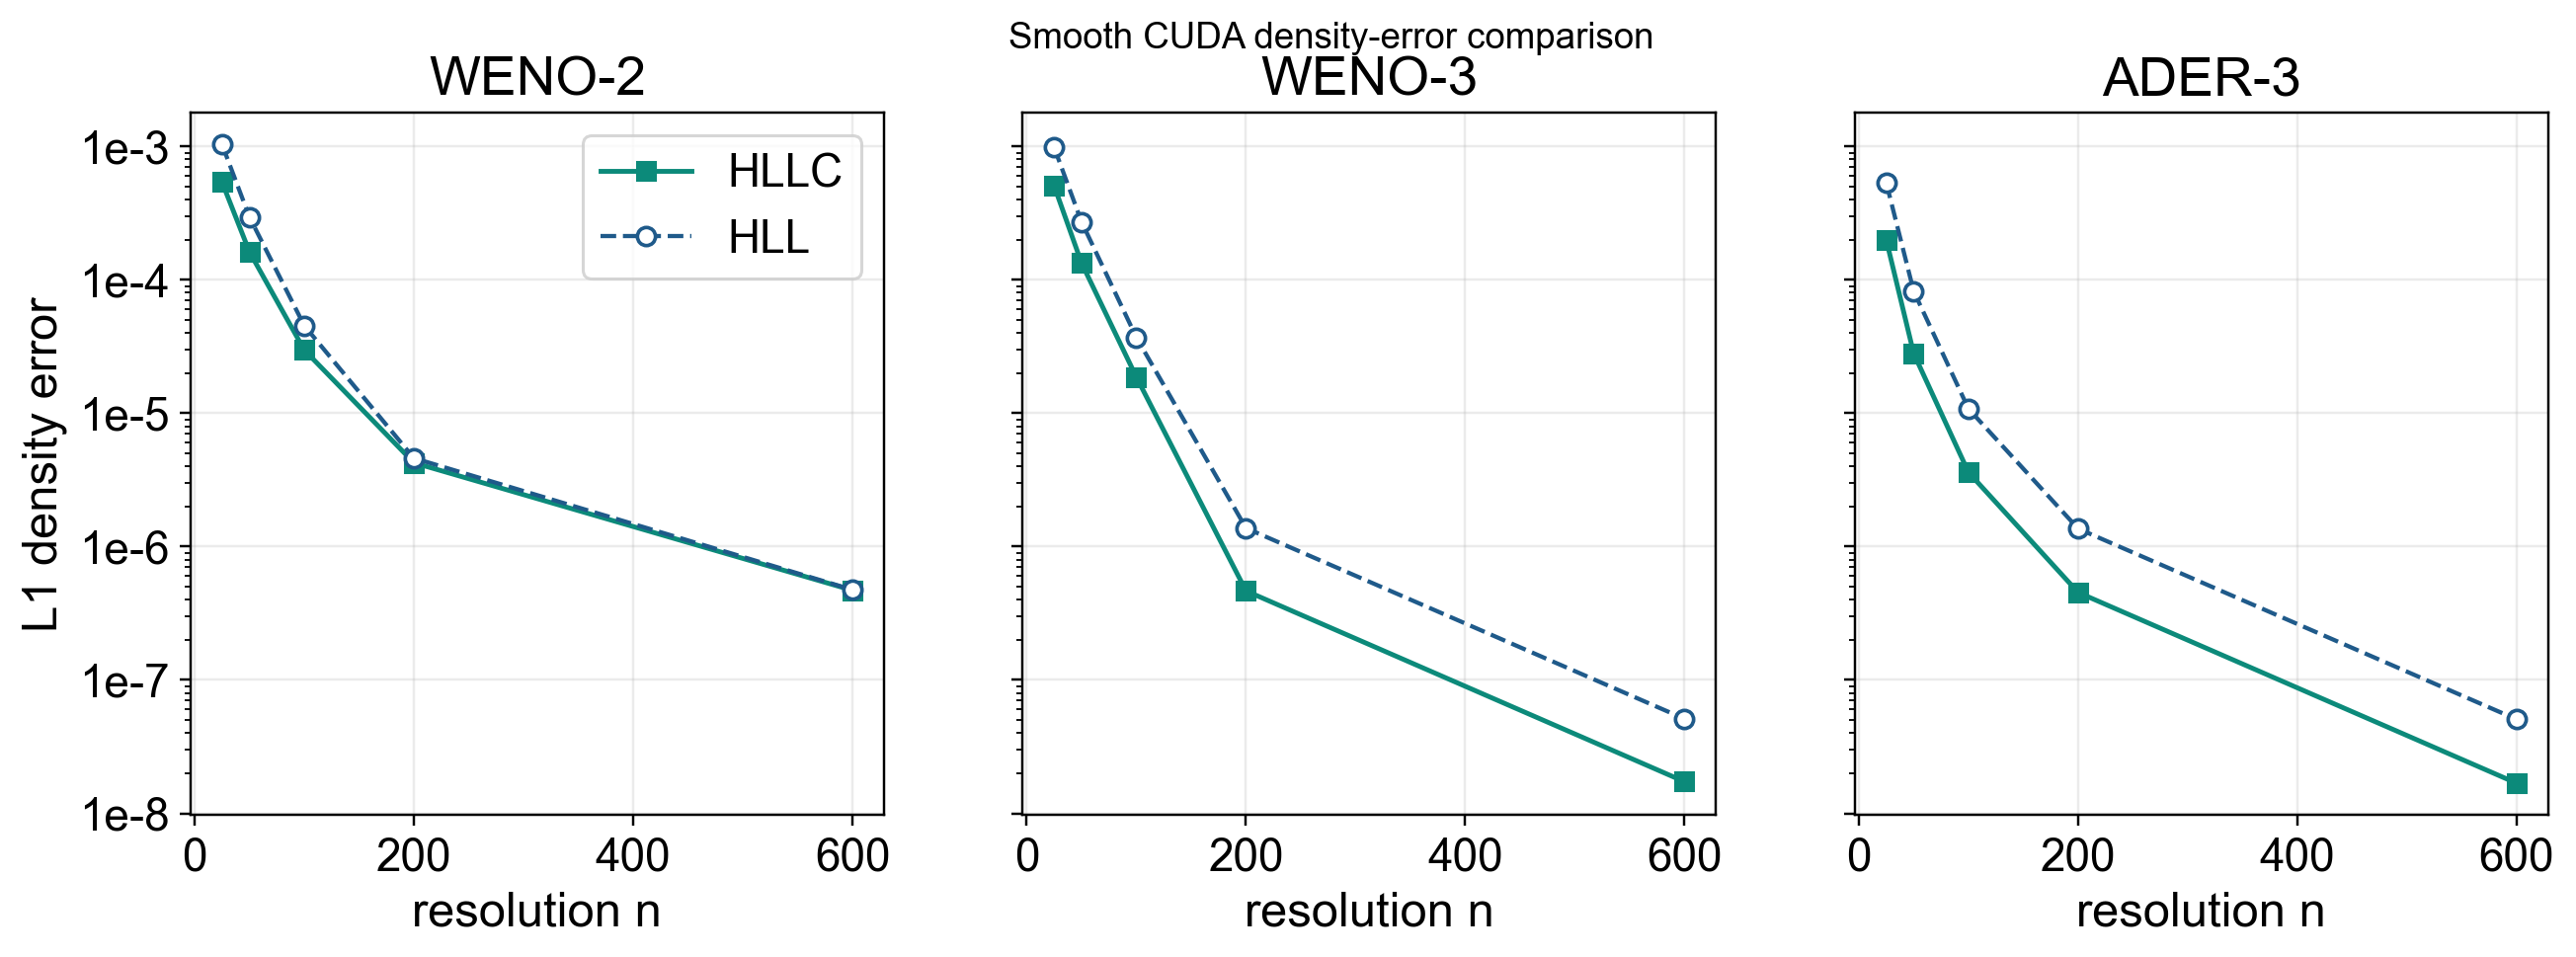 Smooth CUDA density-error comparison
WENO-2
WENO-3
ADER-3
HLLC
HLL
L1 density error
1e-3
1e-4
1e-5
1e-6
1e-7
1e-8
0 200 400 600
0 200 400 600
0 200 400 600
resolution n
resolution n
resolution n